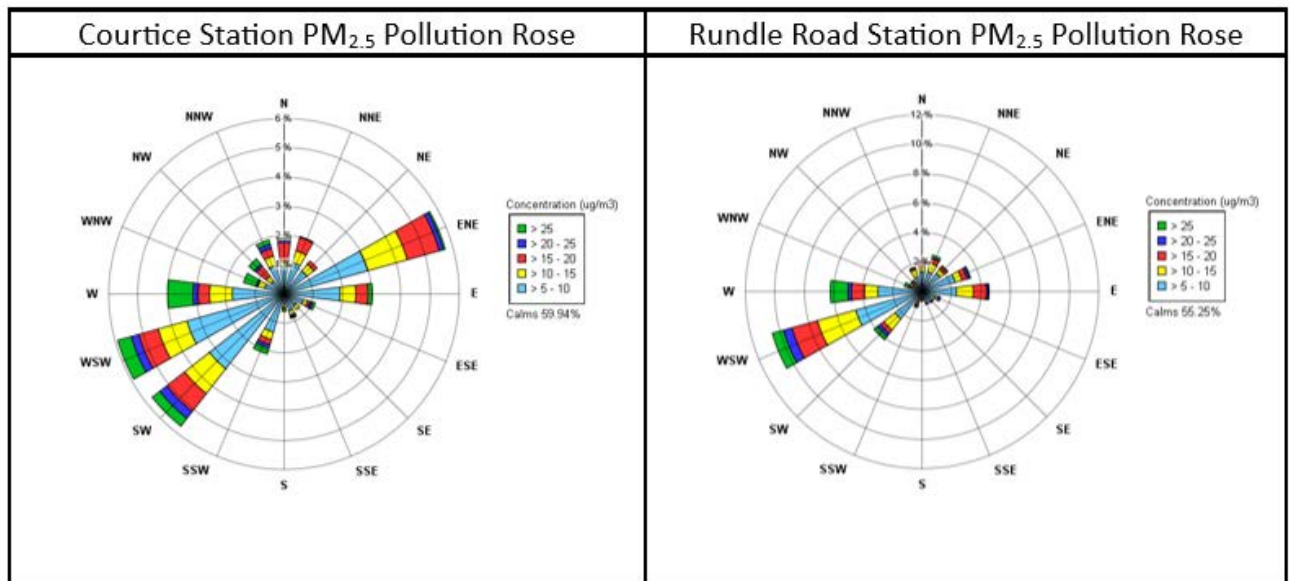 Courtice Station PM2.5 Pollution Rose
Rundle Road Station PM2.5 Pollution Rose
N
NNE
NE
ENE
E
ESE
SE
SSE
S
SSW
SW
WSW
W
WNW
NW
NNW
6 %
5 %
4 %
3 %
Concentration (ug/m3)
> 25
> 20 - 25
> 15 - 20
> 10 - 15
> 5 - 10
Calms 59.94%
N
NNE
NE
ENE
E
ESE
SE
SSE
S
SSW
SW
WSW
W
WNW
NW
NNW
12 %
10 %
8 %
6 %
4 %
Concentration (ug/m3)
> 25
> 20 - 25
> 15 - 20
> 10 - 15
> 5 - 10
Calms 55.25%